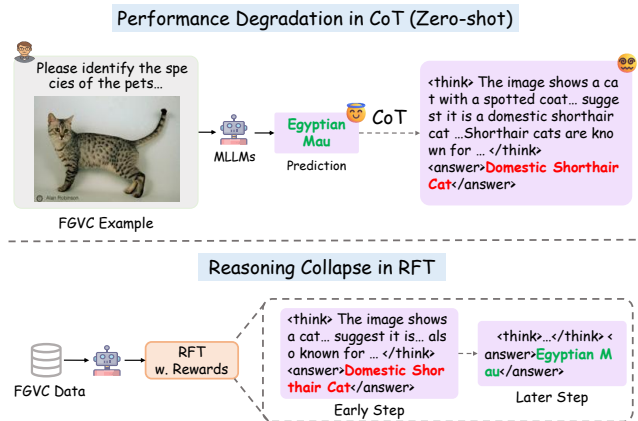 Performance Degradation in CoT (Zero-shot)
Please identify the spe
cies of the pets...
© Alan Robinson
FGVC Example
MLLMs
Egyptian
Mau
Prediction
CoT
<think> The image shows a ca
t with a spotted coat... sugge
st it is a domestic shorthair
cat ...Shorthair cats are kno
wn for ... </think>
<answer>Domestic Shorthair
Cat</answer>
Reasoning Collapse in RFT
FGVC Data
RFT
w. Rewards
<think> The image shows
a cat... suggest it is... als
o known for ... </think>
<answer>Domestic Shor
thair Cat</answer>
Early Step
<think>...</think> <
answer>Egyptian M
au</answer>
Later Step